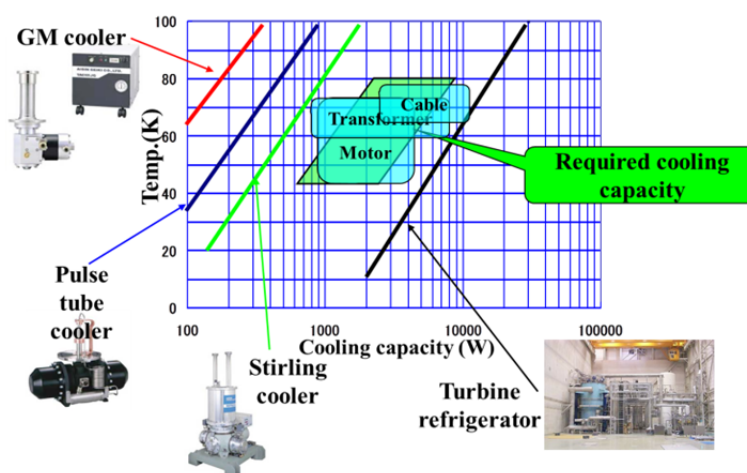 GM cooler
Temp.(K)
100
80
60
40
20
0
Cable
Transformer
Motor
Required cooling
capacity
100
1000
10000
100000
Cooling capacity (W)
Pulse
tube
cooler
Stirling
cooler
Turbine
refrigerator